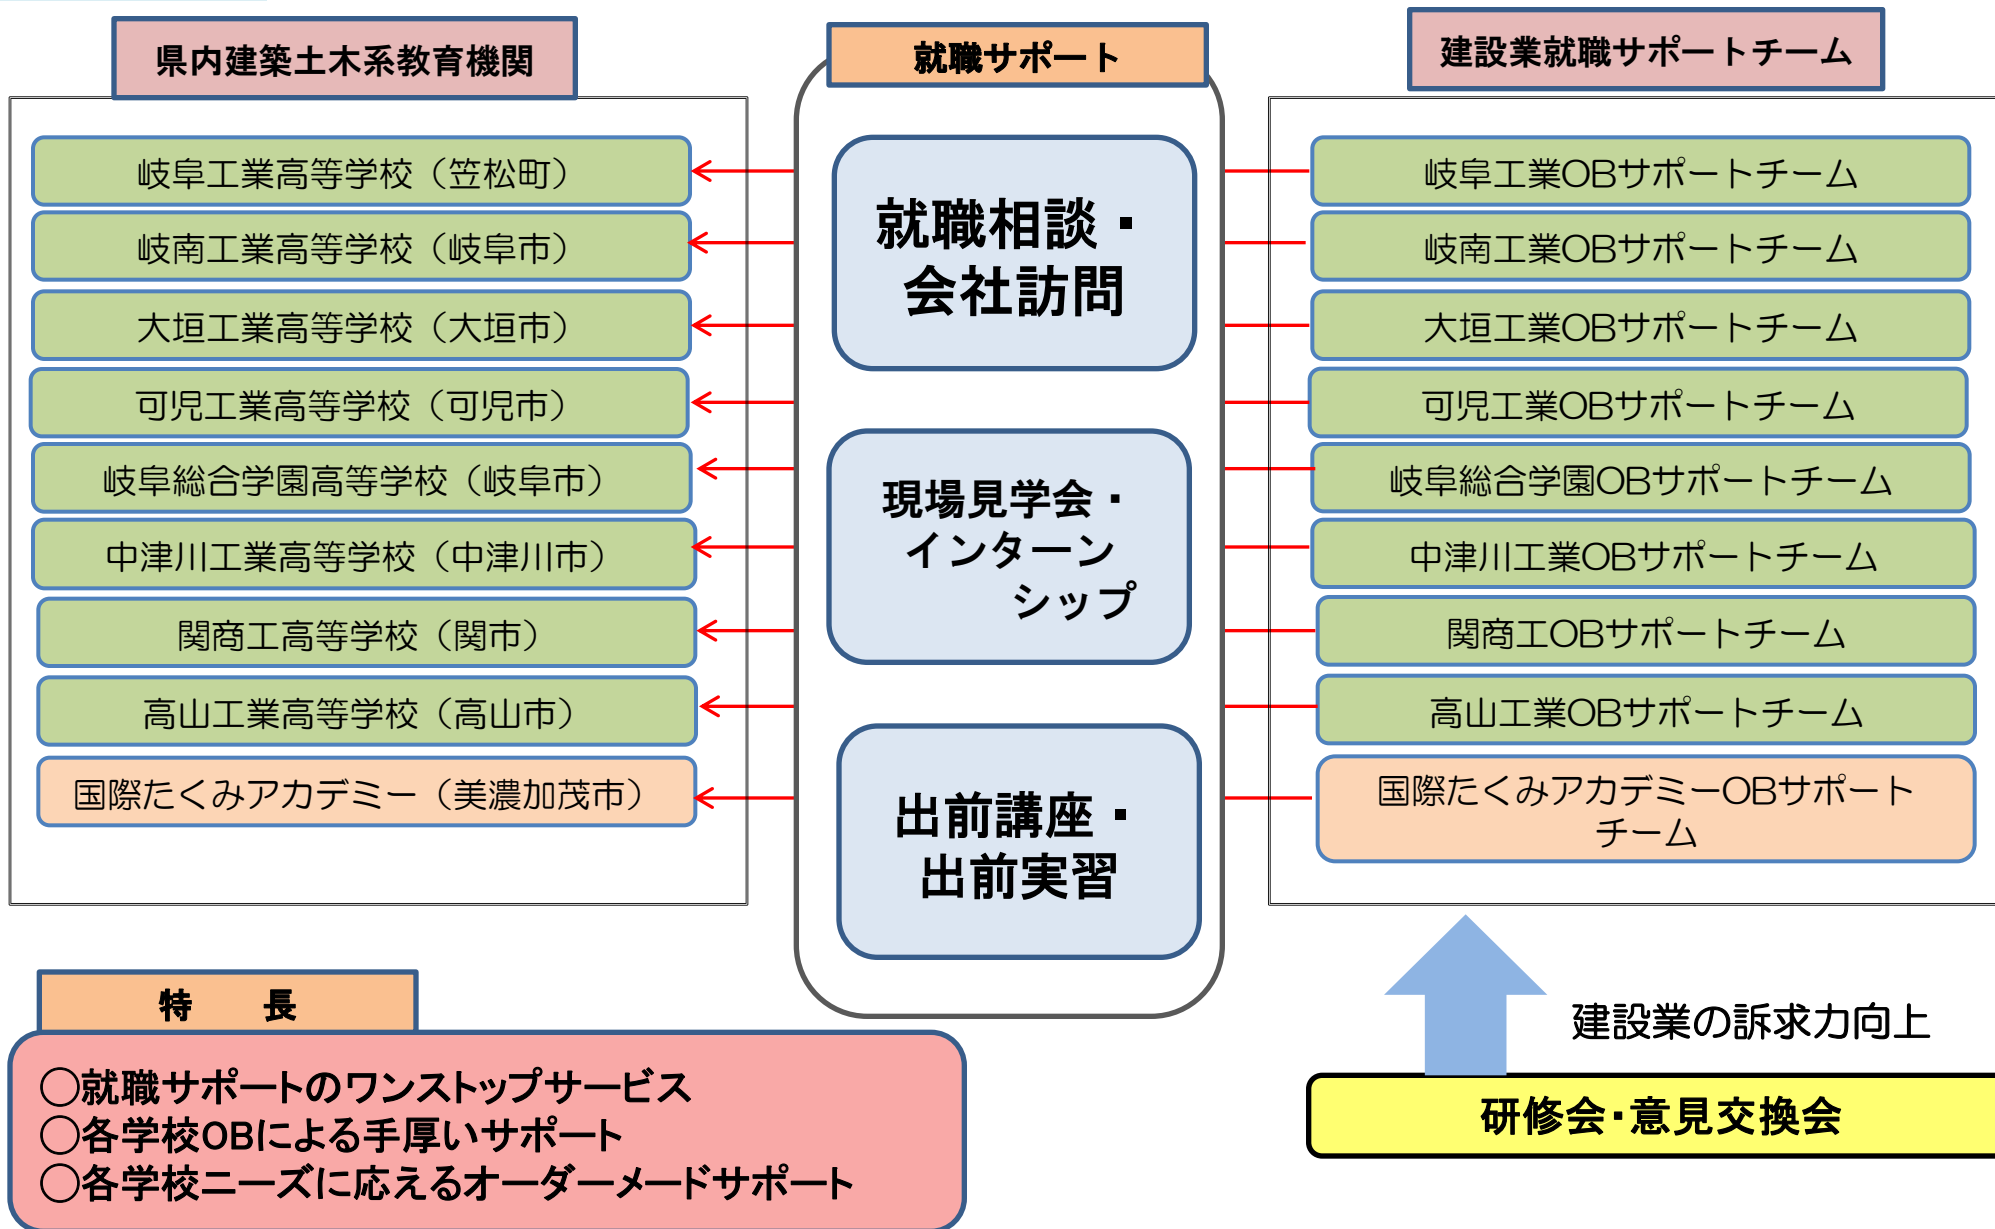 県内建築土木系教育機関
岐阜工業高等学校（笠松町）
岐南工業高等学校（岐阜市）
大垣工業高等学校（大垣市）
可児工業高等学校（可児市）
岐阜総合学園高等学校（岐阜市）
中津川工業高等学校（中津川市）
関商工高等学校（関市）
高山工業高等学校（高山市）
国際たくみアカデミー（美濃加茂市）
就職サポート
就職相談・
会社訪問
現場見学会・
インターン
シップ
出前講座・
出前実習
建設業就職サポートチーム
岐阜工業OBサポートチーム
岐南工業OBサポートチーム
大垣工業OBサポートチーム
可児工業OBサポートチーム
岐阜総合学園OBサポートチーム
中津川工業OBサポートチーム
関商工OBサポートチーム
高山工業OBサポートチーム
国際たくみアカデミーOBサポート
チーム
特　長
○就職サポートのワンストップサービス
○各学校OBによる手厚いサポート
○各学校ニーズに応えるオーダーメードサポート
建設業の訴求力向上
研修会・意見交換会